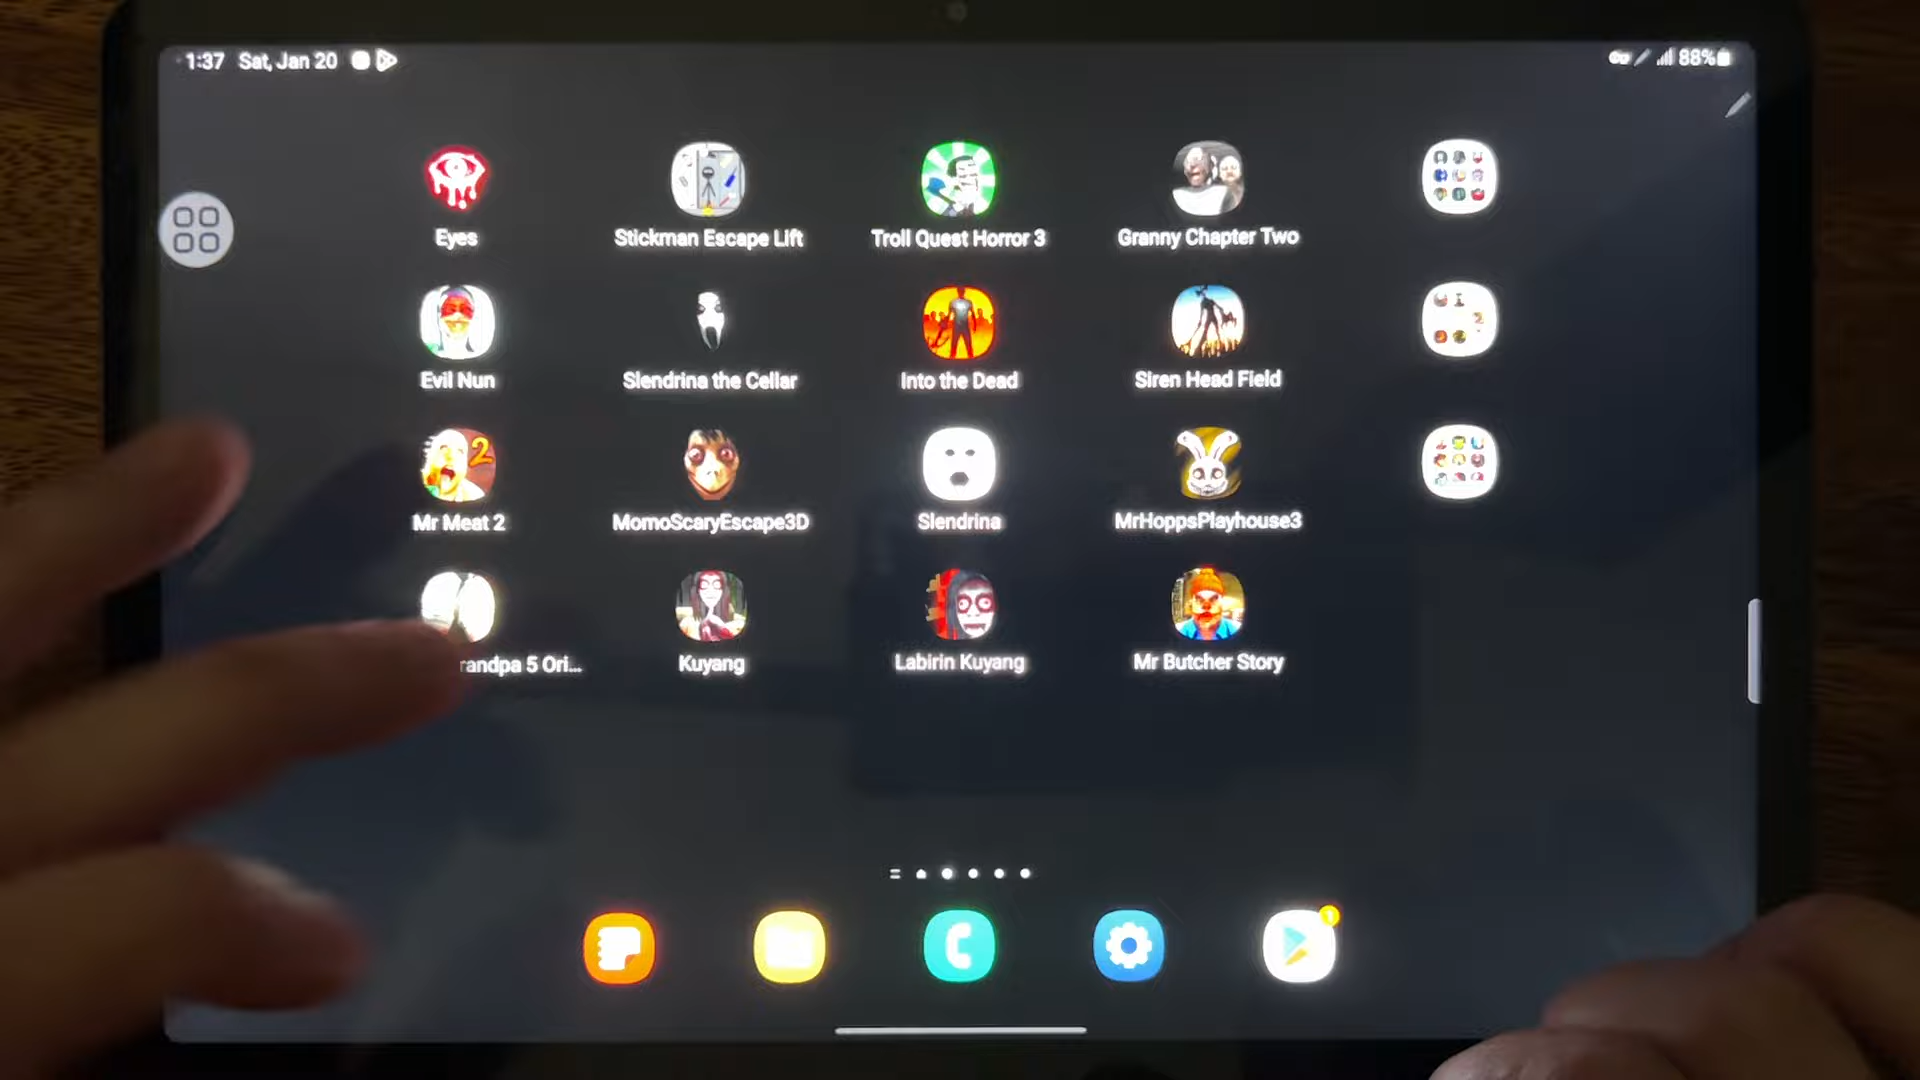 1:37 Sat, Jan 20
88%
Eyes
Stickman Escape Lift
Troll Quest Horror 3
Granny Chapter Two
Evil Nun
Slendrina the Cellar
Into the Dead
Siren Head Field
Mr Meat 2
2
MomoScaryEscape3D
Slendrina
MrHoppsPlayhouse3
randpa 5 Ori...
Kuyang
Labirin Kuyang
Mr Butcher Story